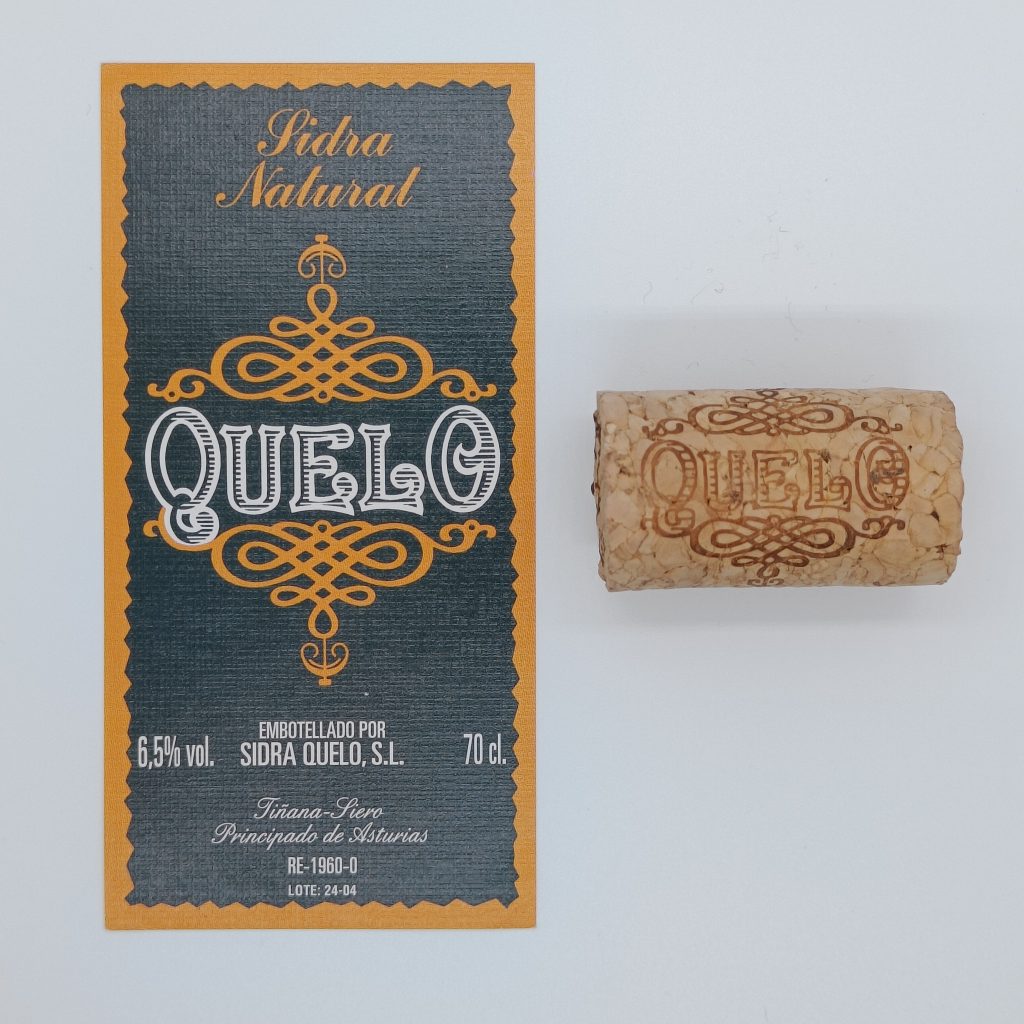 Sidra
Natural
QUELO
6,5% vol.
EMBOTELLADO POR
SIDRA QUELO, S.L.
70 cl.
Tiñana-Siero
Principado de Asturias
RE-1960-O
LOTE: 24-04
QUELO